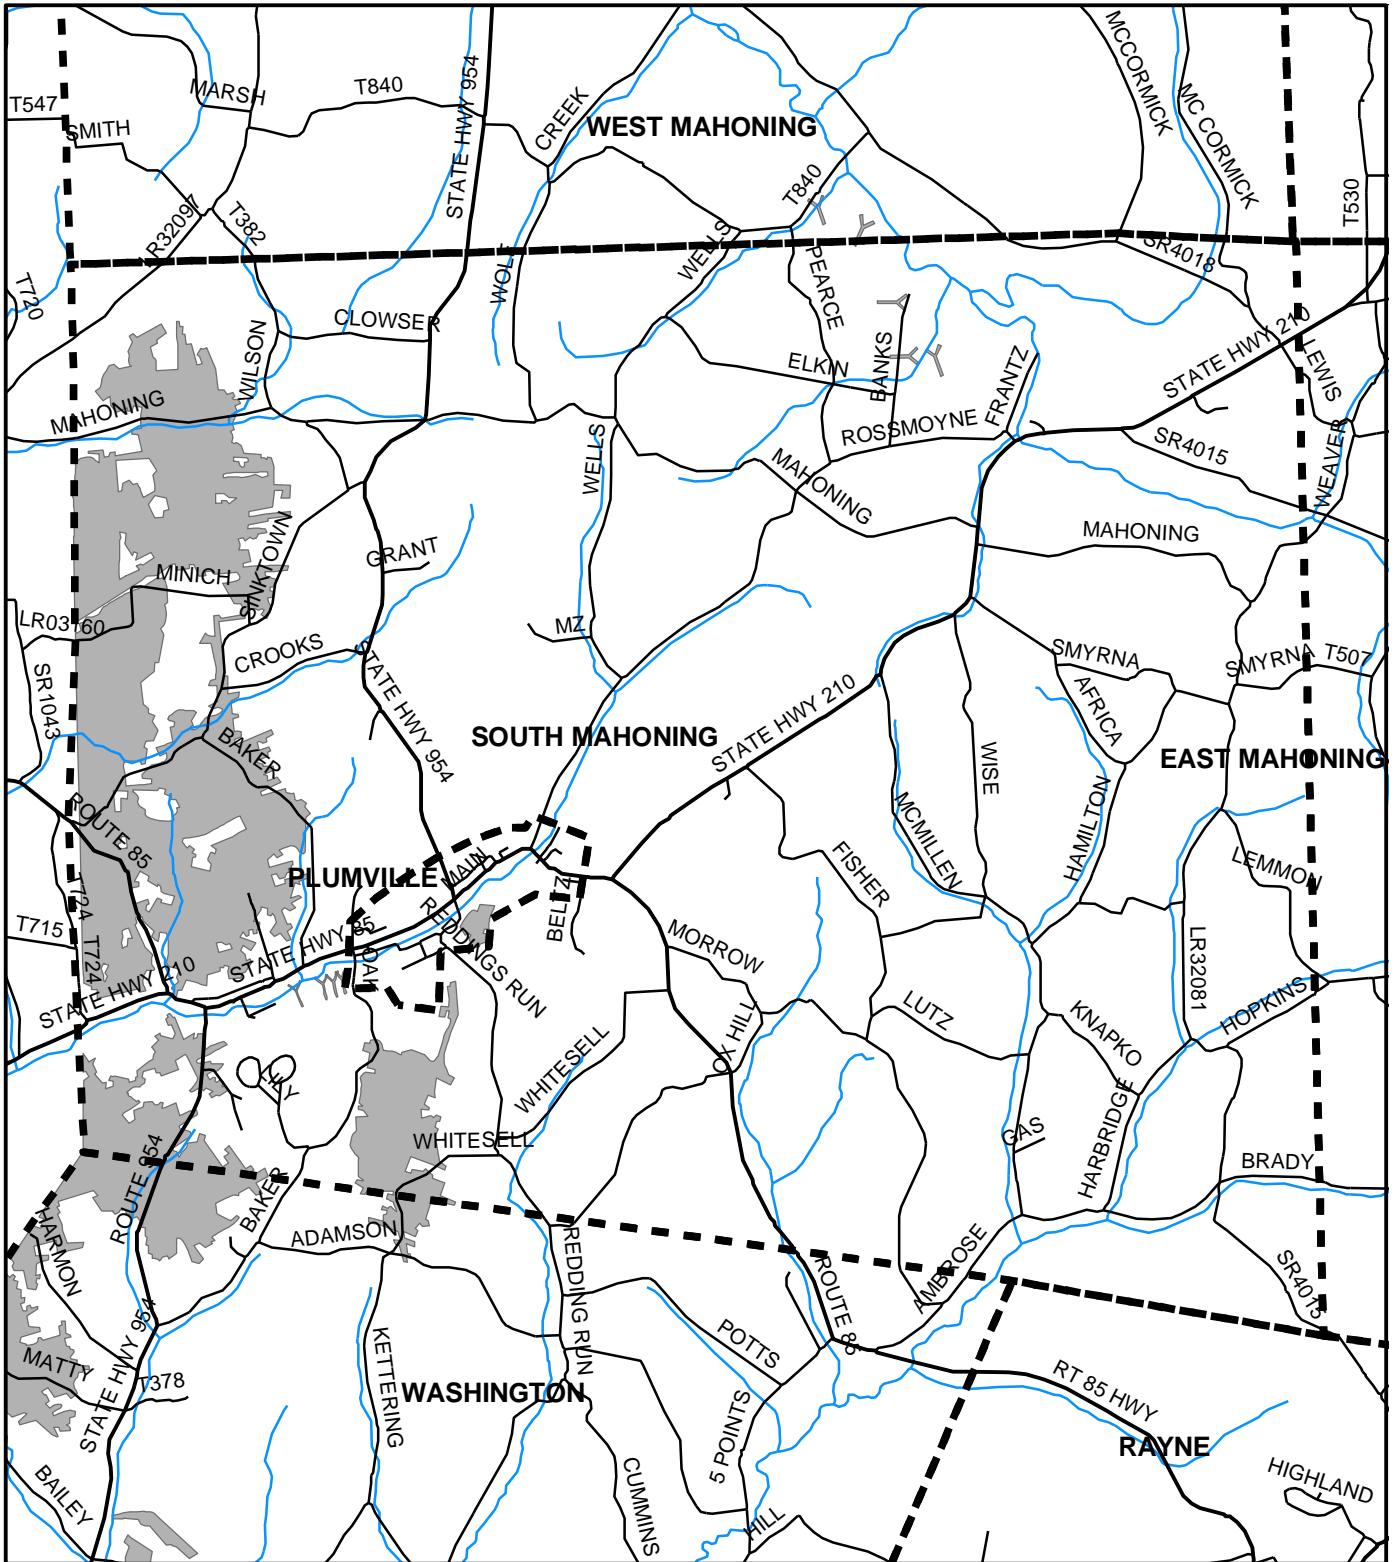 MCCORMICK
T840
STATE HWY 954
MARSH
T547
SMITH
CREEK
WEST MAHONING
MC CORMICK
T840
T530
LR32097
T382
WELLS
SR4018
WOLF
PEARCE
T720
CLOWSER
STATE HWY 210
WILSON
ELKIN
BANKS
FRANTZ
LEWIS
MAHONING
ROSSMOYNE
SR4015
WELLS
MAHONING
WEAVER
MAHONING
SINKTOWN
GRANT
MINICH
LR03160
MZ
CROOKS
SMYRNA
SMYRNA
T507
SR1043
STATE HWY 954
STATE HWY 210
AFRICA
BAKER
SOUTH MAHONING
WISE
EAST MAHONING
ROUTE 85
MCMILLEN
HAMILTON
FISHER
LEMMON
PLUMVILLE
MAIN
BELTZ
T724
T715
T724
STATE HWY 85
REDDINGS RUN
OAK
MORROW
LR32081
STATE HWY 210
LUTZ
KNAPKO
HOPKINS
OX HILL
WHITESELL
LILY
WHITESELL
GAS
HARBRIDGE
BRADY
ROUTE 954
BAKER
ADAMSON
HARMON
REDDING RUN
AMBROSE
SR4015
ROUTE 85
STATE HWY 954
POTTS
KETTERING
MATTY
T378
WASHINGTON
RT 85 HWY
5 POINTS
RAYNE
BAILEY
CUMMINS
HIGHLAND
HILL